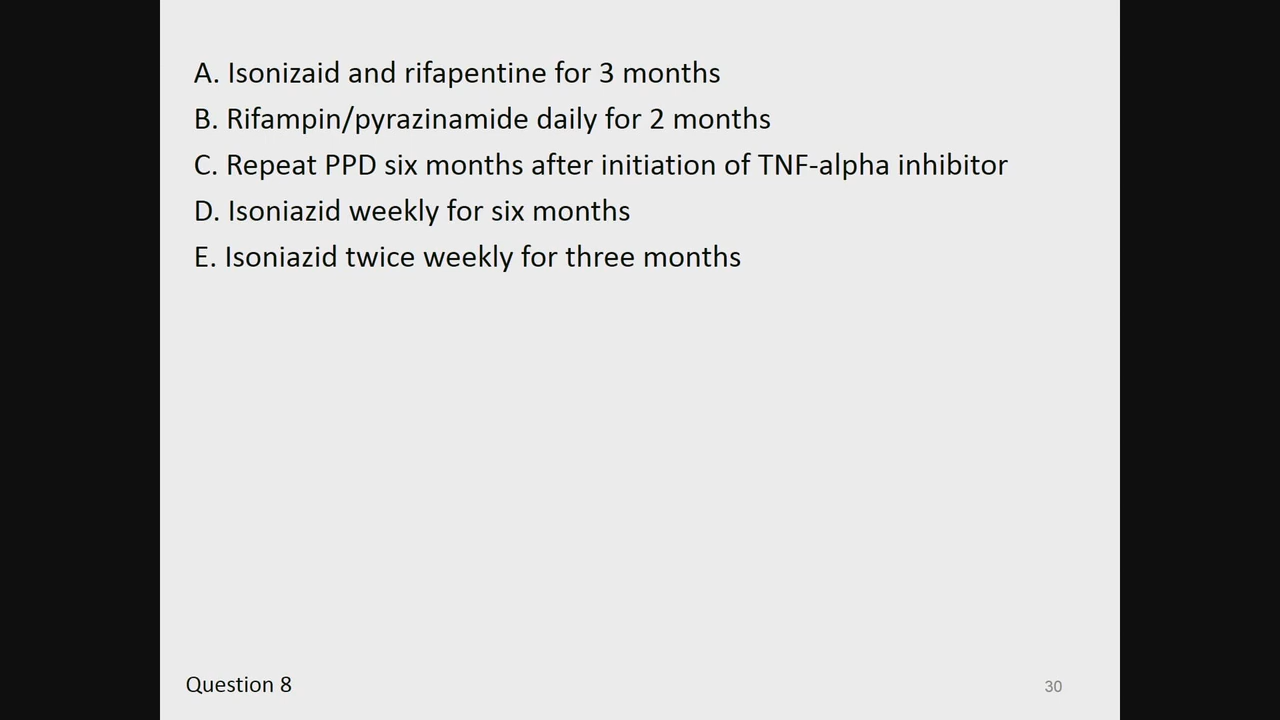 A. Isonizaid and rifapentine for 3 months
B. Rifampin/pyrazinamide daily for 2 months
C. Repeat PPD six months after initiation of TNF-alpha inhibitor
D. Isoniazid weekly for six months
E. Isoniazid twice weekly for three months
Question 8
30